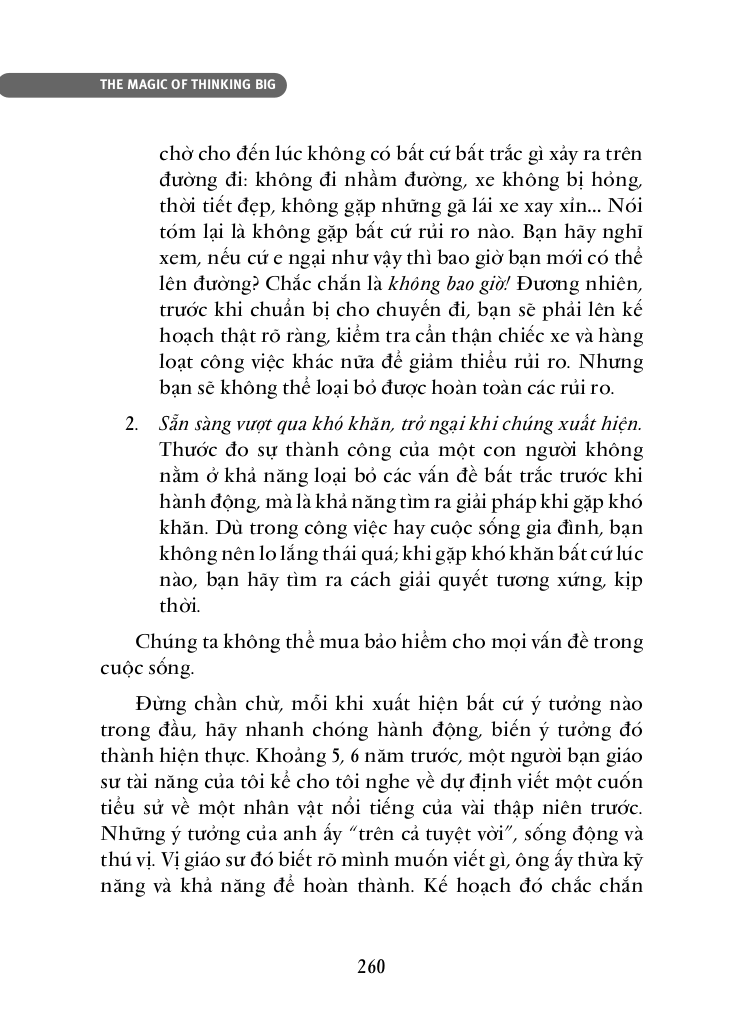 THE MAGIC OF THINKING BIG
chờ cho đến lúc không có bất cứ bất trắc gì xảy ra trên
đường đi: không đi nhầm đường, xe không bị hỏng,
thời tiết đẹp, không gặp những gã lái xe xay xỉn... Nói
tóm lại là không gặp bất cứ rủi ro nào. Bạn hãy nghĩ
xem, nếu cứ e ngại như vậy thì bao giờ bạn mới có thể
lên đường? Chắc chắn là không bao giờ! Đương nhiên,
trước khi chuẩn bị cho chuyến đi, bạn sẽ phải lên kế
hoạch thật rõ ràng, kiểm tra cẩn thận chiếc xe và hàng
loạt công việc khác nữa để giảm thiểu rủi ro. Nhưng
bạn sẽ không thể loại bỏ được hoàn toàn các rủi ro.
2. Sẵn sàng vượt qua khó khăn, trở ngại khi chúng xuất hiện.
Thước đo sự thành công của một con người không
nằm ở khả năng loại bỏ các vấn đề bất trắc trước khi
hành động, mà là khả năng tìm ra giải pháp khi gặp khó
khăn. Dù trong công việc hay cuộc sống gia đình, bạn
không nên lo lắng thái quá; khi gặp khó khăn bất cứ lúc
nào, bạn hãy tìm ra cách giải quyết tương xứng, kịp
thời.
Chúng ta không thể mua bảo hiểm cho mọi vấn đề trong
cuộc sống.
Đừng chần chừ, mỗi khi xuất hiện bất cứ ý tưởng nào
trong đầu, hãy nhanh chóng hành động, biến ý tưởng đó
thành hiện thực. Khoảng 5, 6 năm trước, một người bạn giáo
sư tài năng của tôi kể cho tôi nghe về dự định viết một cuốn
tiểu sử về một nhân vật nổi tiếng của vài thập niên trước.
Những ý tưởng của anh ấy “trên cả tuyệt vời”, sống động và
thú vị. Vị giáo sư đó biết rõ mình muốn viết gì, ông ấy thừa kỹ
năng và khả năng để hoàn thành. Kế hoạch đó chắc chắn
260